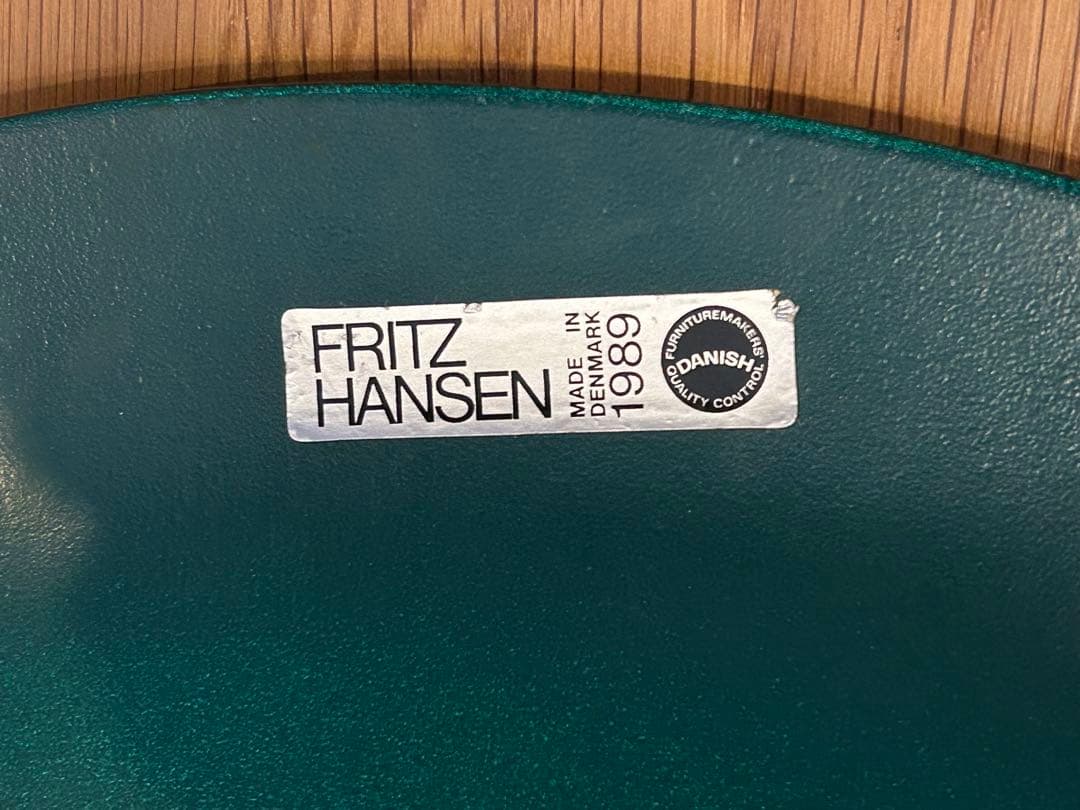 FRITZ
HANSEN
MADE IN
DENMARK
1989
FURNITUREMAKERS'
DANISH
QUALITY CONTROL